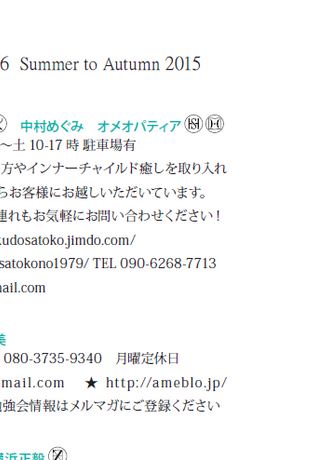 6 Summer to Autumn 2015
中村めぐみ オメオパティア
～土 10-17 時 駐車場有
方やインナーチャイルド癒しを取り入れ
らお客様にお越しいただいています。
連れもお気軽にお問い合わせください！
kudosatoko.jimdo.com/
satokono1979/ TEL 090-6268-7713
mail.com
美
080-3735-9340 月曜定休日
mail.com ★ http://ameblo.jp/
勉強会情報はメルマガにご登録ください